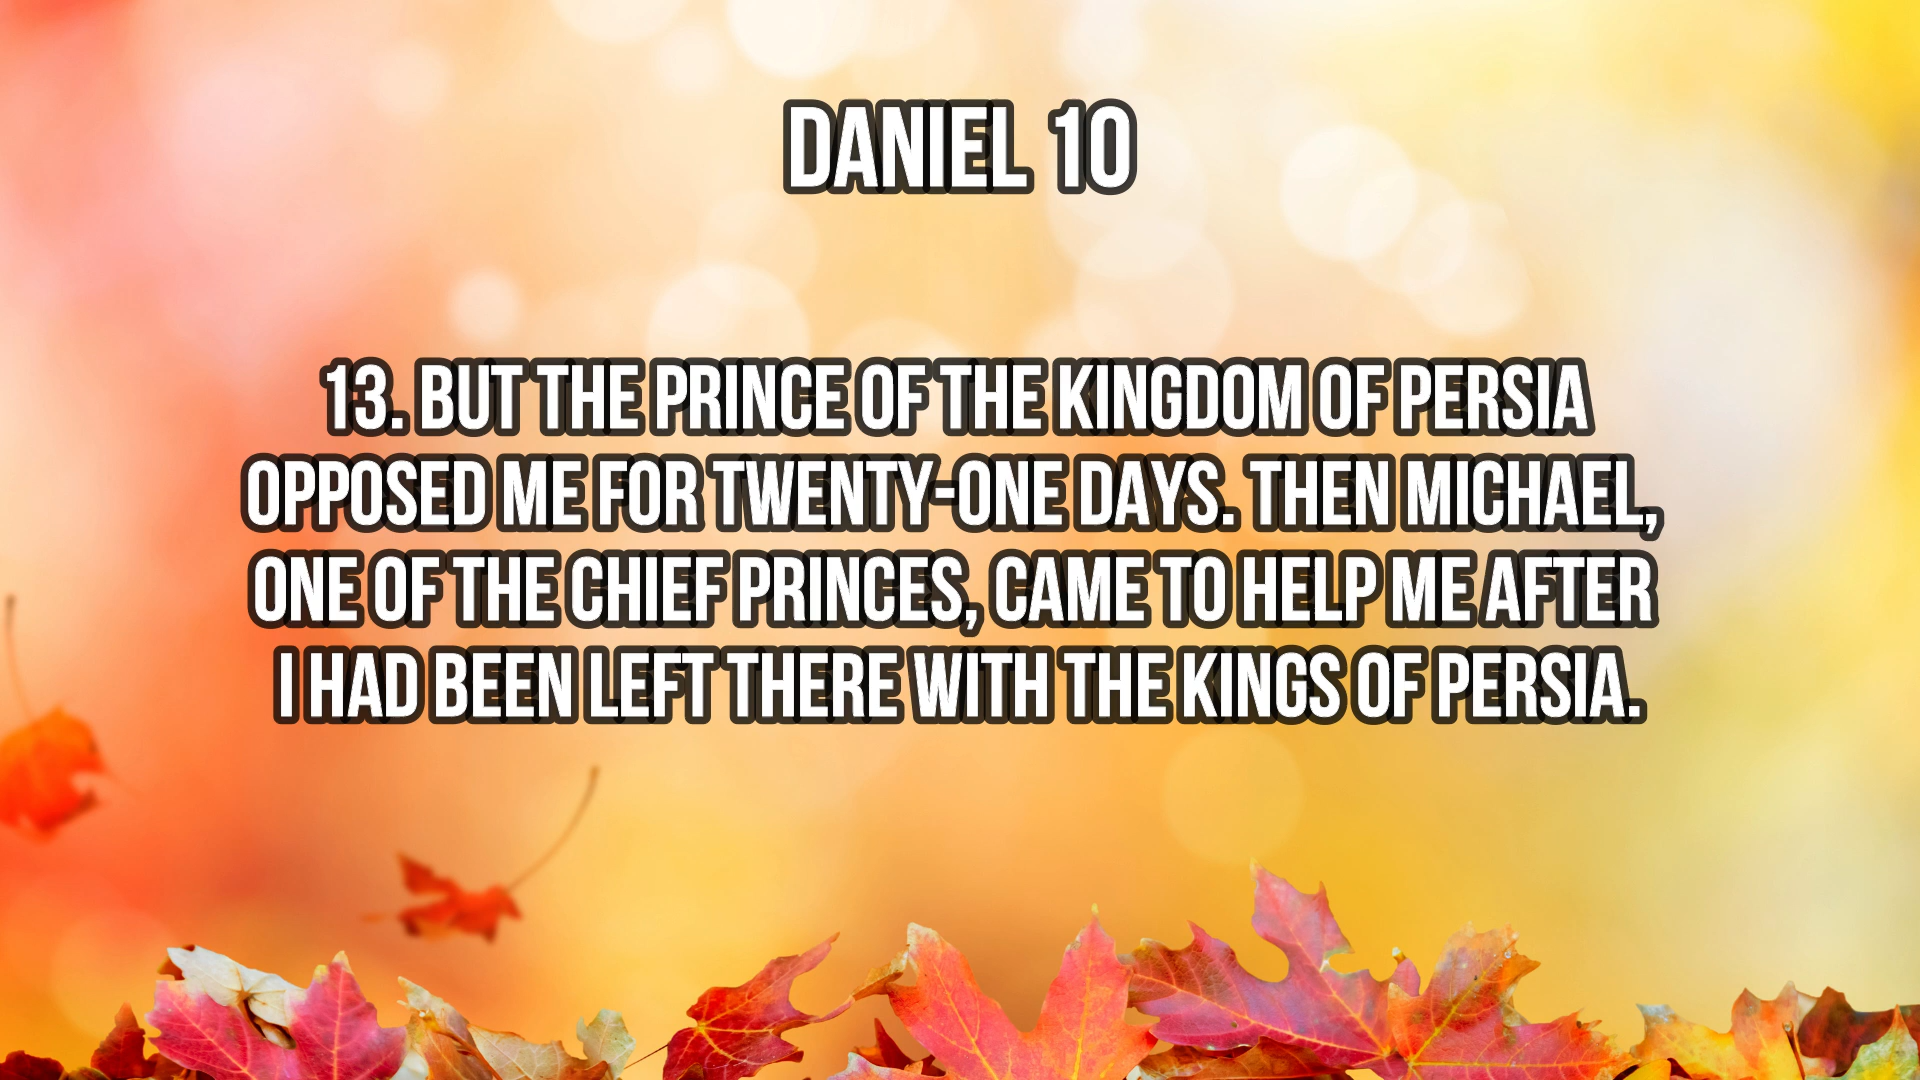 DANIEL 10
13. BUT THE PRINCE OF THE KINGDOM OF PERSIA
OPPOSED ME FOR TWENTY-ONE DAYS. THEN MICHAEL,
ONE OF THE CHIEF PRINCES, CAME TO HELP ME AFTER
I HAD BEEN LEFT THERE WITH THE KINGS OF PERSIA.